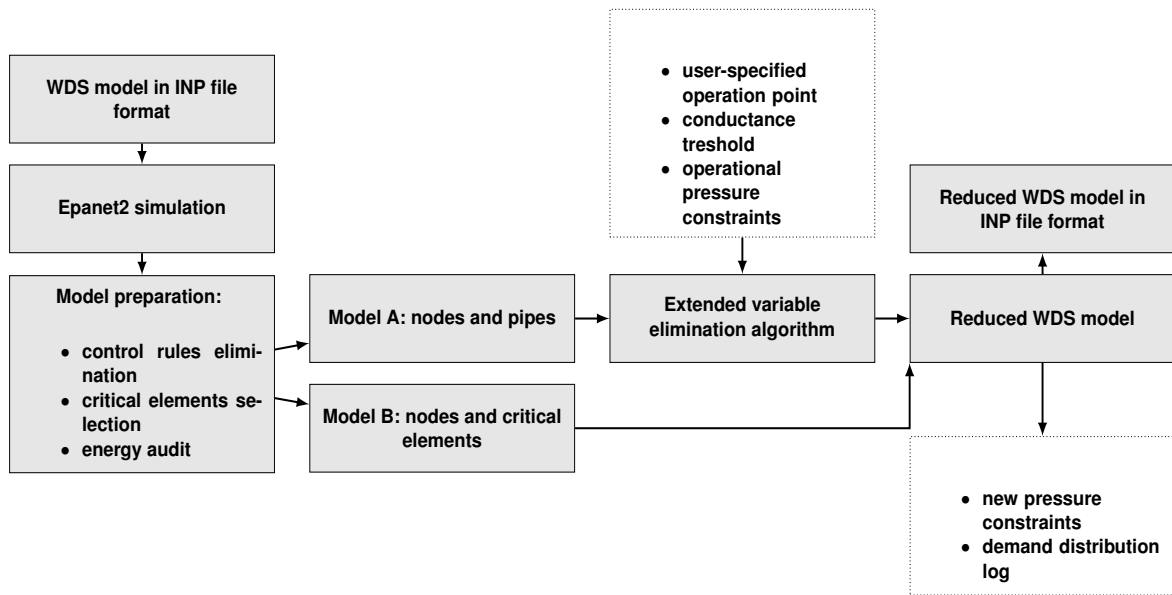 WDS model in INP file
format
Epanet2 simulation
Model preparation:
• control rules elimi-
nation
• critical elements se-
lection
• energy audit
Model A: nodes and pipes
Model B: nodes and critical
elements
• user-specified
operation point
• conductance
treshold
• operational
pressure
constraints
Extended variable
elimination algorithm
Reduced WDS model in
INP file format
Reduced WDS model
• new pressure
constraints
• demand distribution
log